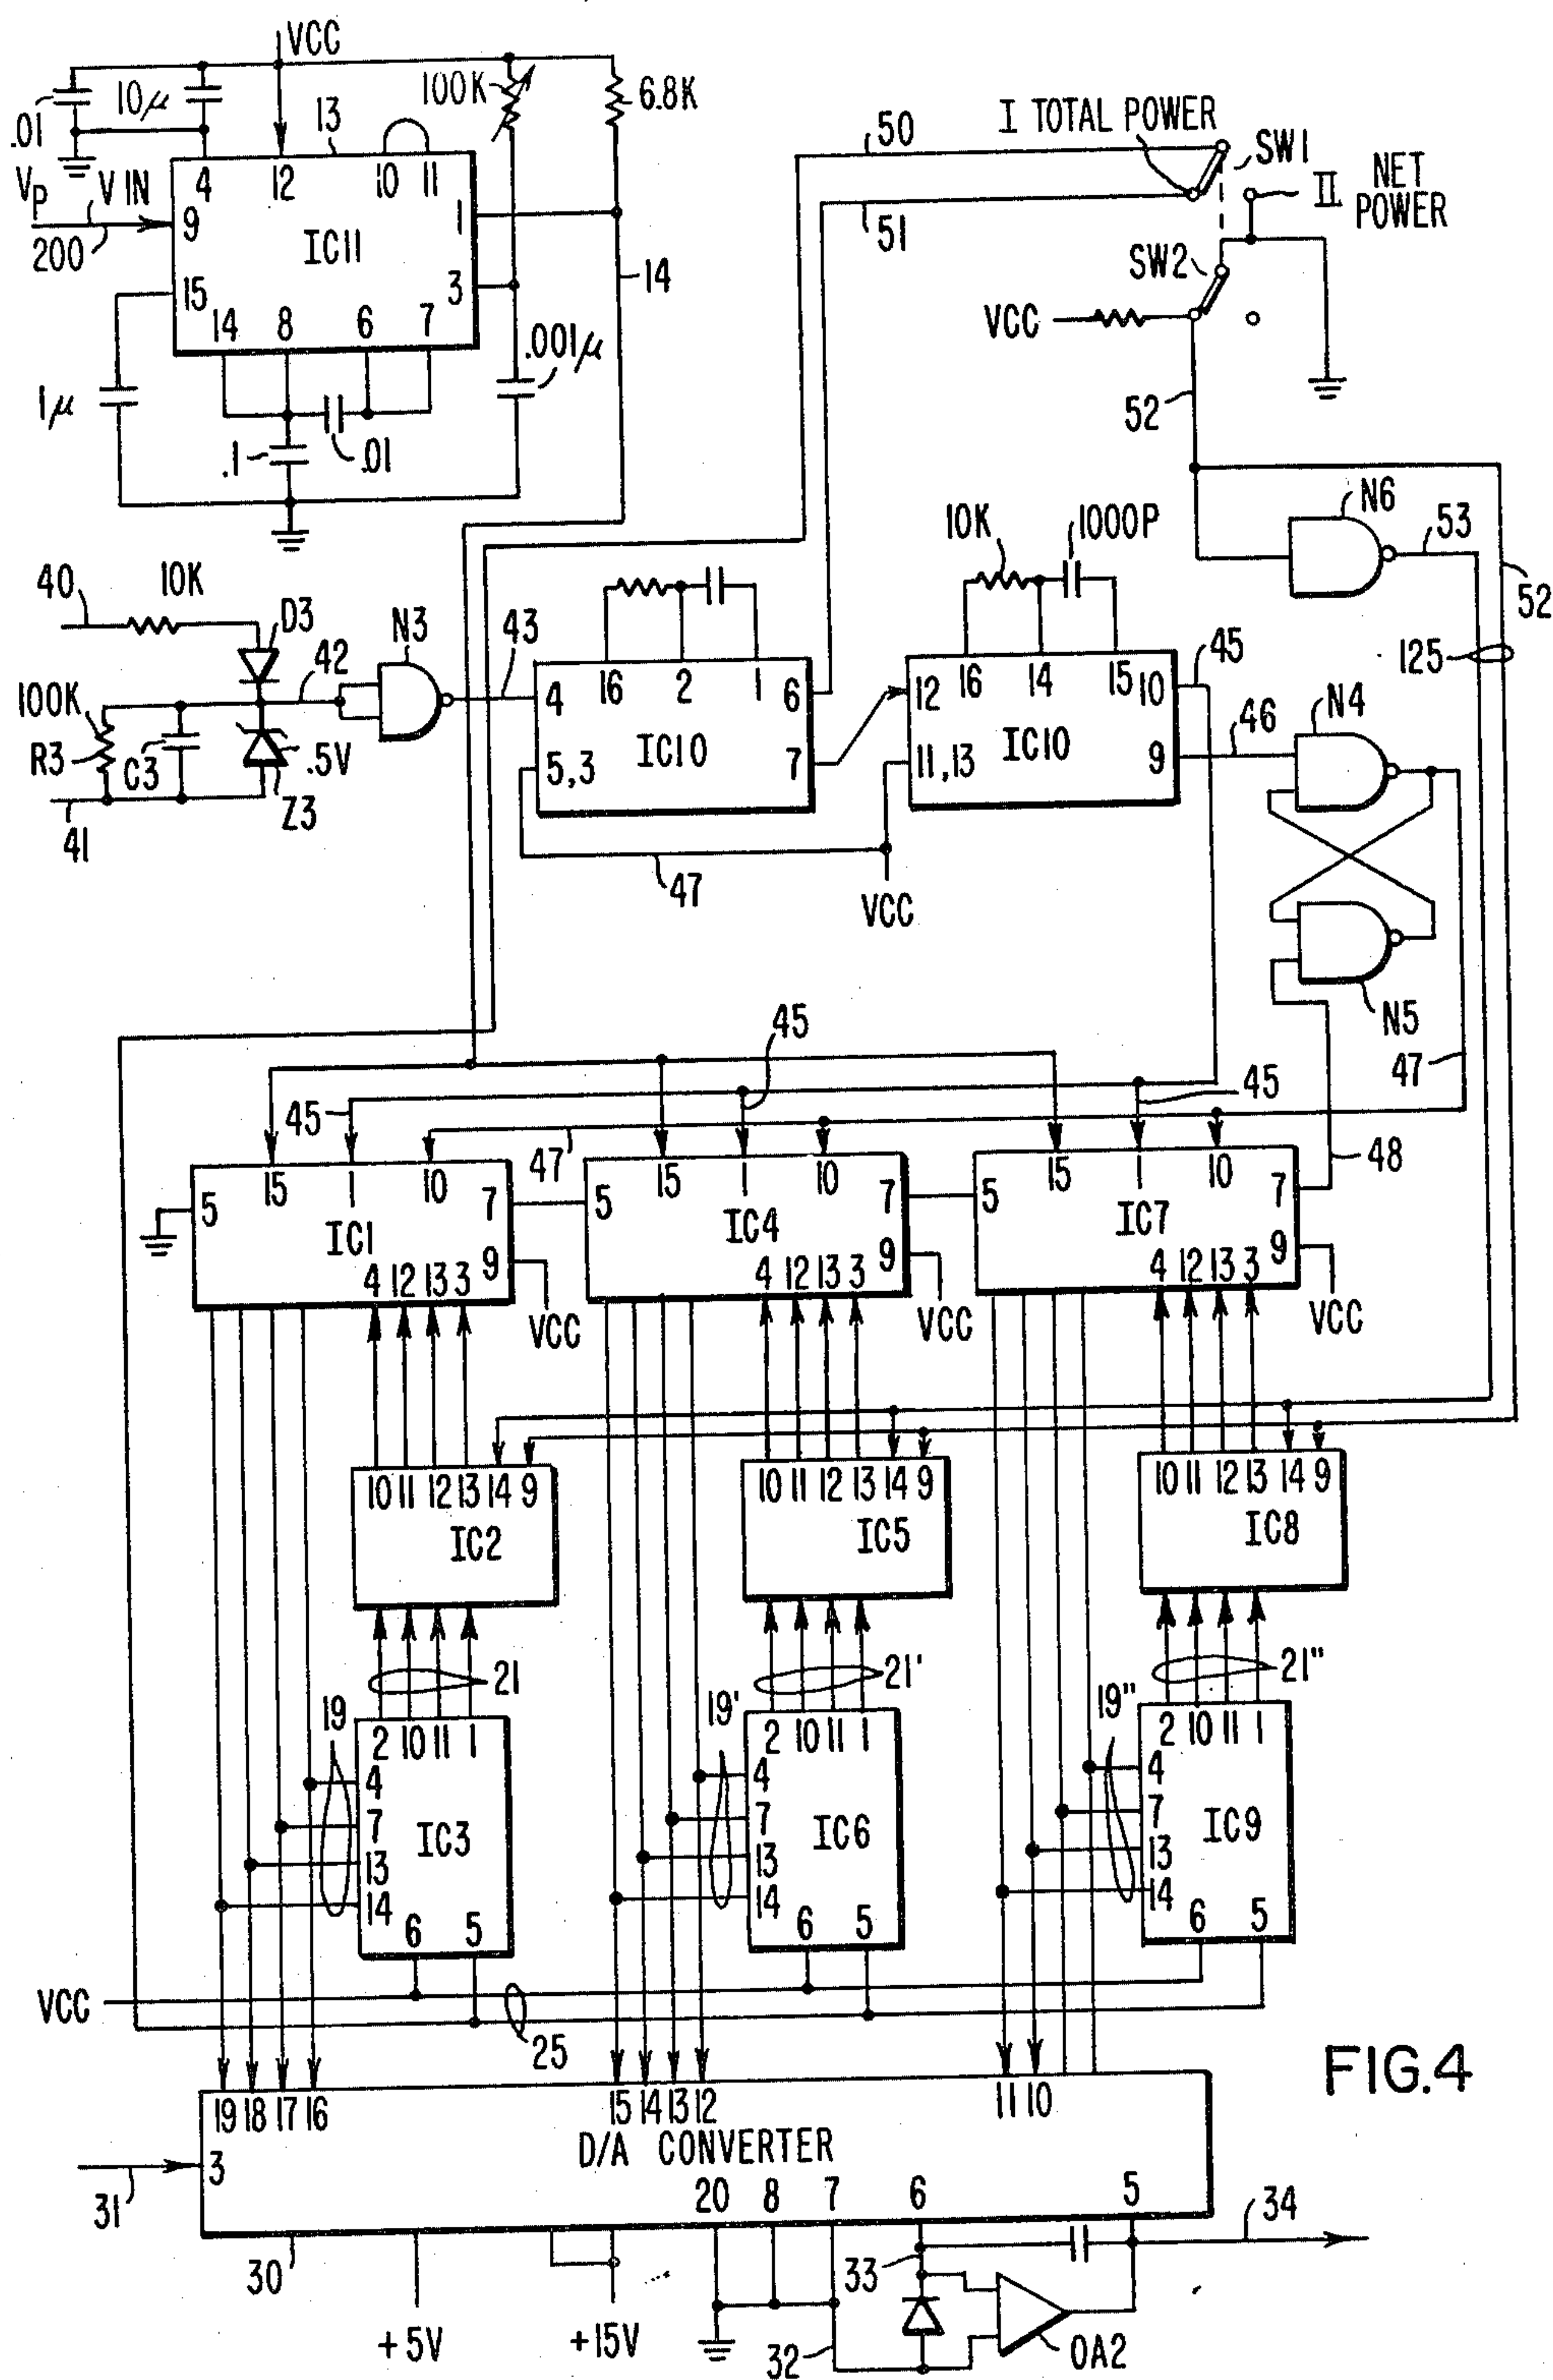 VCC
.01
10μ
13
100K
6.8K
50
I TOTAL POWER
SW1
II NET POWER
VP
V IN
200
4 12 10 11
9
IC11
1
3
15
14 8 6 7
14
51
SW2
VCC
1μ
.1
.01
.001μ
52
N6
53
52
125
40
10K
D3
42
N3
43
16 2 1
4
6
5,3
IC10
7
10K
1000P
12
16 14 15
10
11,13
IC10
9
45
46
N4
100K
R3
C3
.5V
Z3
41
47
VCC
N5
47
48
45
45
45
47
5
15 1 10
7
IC1
4 12 13 3
9
VCC
5
15 1 10
7
IC4
4 12 13 3
9
VCC
5
15 1 10
7
IC7
4 12 13 3
9
VCC
10 11 12 13 14 9
IC2
10 11 12 13 14 9
IC5
10 11 12 13 14 9
IC8
21
21'
21"
19
2 10 11 1
4
7
13
14
IC3
6 5
19'
2 10 11 1
4
7
13
14
IC6
6 5
19"
2 10 11 1
4
7
13
14
IC9
6 5
VCC
25
FIG.4
19 18 17 16
15 14 13 12
11 10
D/A CONVERTER
3
31
20 8 7 6 5
30
+5V
+15V
32
33
OA2
34